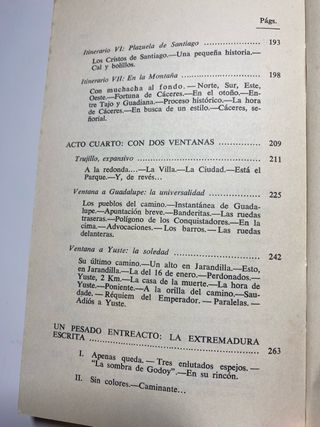 Págs.
Itinerario VI: Plazuela de Santiago ........................ 193
Los Cristos de Santiago.—Una pequeña historia.—
Cal y bolillos.
Itinerario VII: En la Montaña ........................ 198
Con muchacha al fondo. — Norte, Sur, Este,
Oeste.—Fortuna de Cáceres.—En el otoño.—En-
tre Tajo y Guadiana.—Proceso histórico.—La hora
de Cáceres.—En busca de un estilo.—Cáceres, se-
ñorial.
ACTO CUARTO: CON DOS VENTANAS ............ 209
Trujillo, expansivo ........................ 211
A la redonda....—La Villa.—La Ciudad.—Está el
Parque.—Y, de revés...
Ventana a Guadalupe: la universalidad ............ 225
Los pueblos del camino.—Instantánea de Guada-
lupe.—Apuntación breve.—Banderitas.—Las ruedas
traseras.—Polígono de los Conquistadores.—En la
cima.—Advocaciones.—Los barros.—Las ruedas
delanteras.
Ventana a Yuste: la soledad ........................ 242
Su último camino.—Un alto en Jarandilla.—Esto,
en Jarandilla.—La del 16 de enero.—Perdonados.—
Yuste, 2 Km.—La casa de la muerte.—La hora de
Yuste.—Poniente.—A la orilla del camino.—Sau-
dade. — Réquiem del Emperador. — Paralelas. —
Adiós a Yuste.
UN PESADO ENTREACTO: LA EXTREMADURA
ESCRITA ........................ 263
I. Apenas queda. — Tres enlutados espejos. —
"La sombra de Godoy".—En su rincón.
II. Sin colores.—Caminante...